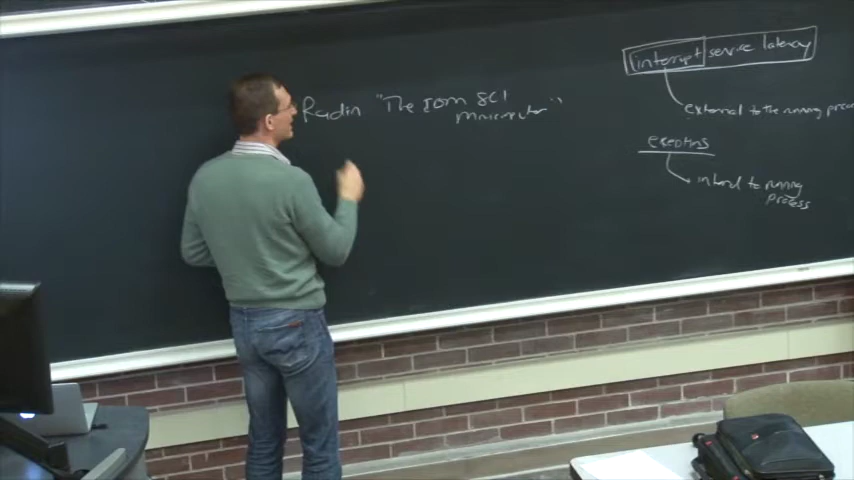 Radin "The IBM 801
minicomputer"
interrupt service latency
external to the running process
exceptions
internal to running
process